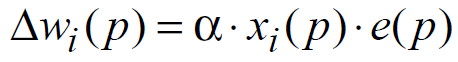 Δwᵢ(p) = α · xᵢ(p) · e(p)